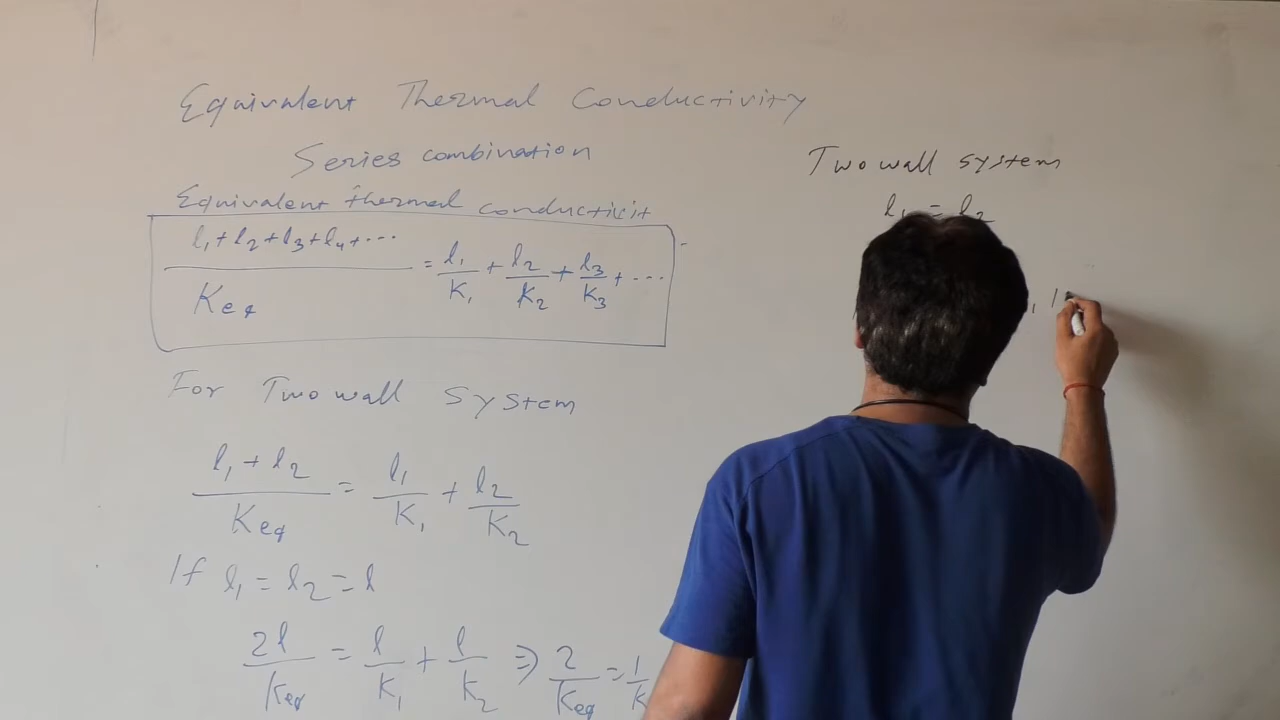 Equivalent Thermal Conductivity
Series combination
Equivalent thermal conductivit
l₁+l₂+l₃+l₄+... / Keq = l₁/K₁ + l₂/K₂ + l₃/K₃ + ...
For Two wall system
l₁ + l₂ / Keq = l₁/K₁ + l₂/K₂
If l₁ = l₂ = l
2l/Keq = l/K₁ + l/K₂ ⇒ 2/Keq = 1/K
Two wall system
l₁ = l₂